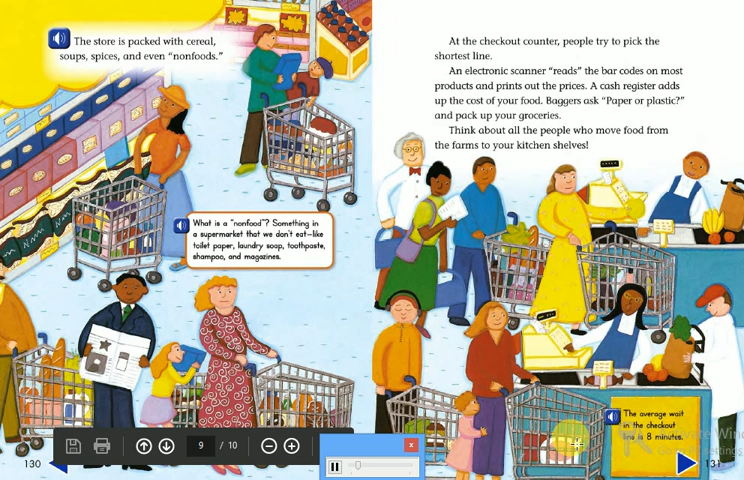 The store is packed with cereal,
soups, spices, and even “nonfoods.”
What is a “nonfood”? Something in
a supermarket that we don’t eat—like
toilet paper, laundry soap, toothpaste,
shampoo, and magazines.
130
At the checkout counter, people try to pick the
shortest line.
An electronic scanner “reads” the bar codes on most
products and prints out the prices. A cash register adds
up the cost of your food. Baggers ask “Paper or plastic?”
and pack up your groceries.
Think about all the people who move food from
the farms to your kitchen shelves!
The average wait
in the checkout
line is 8 minutes.
131
9 / 10
x